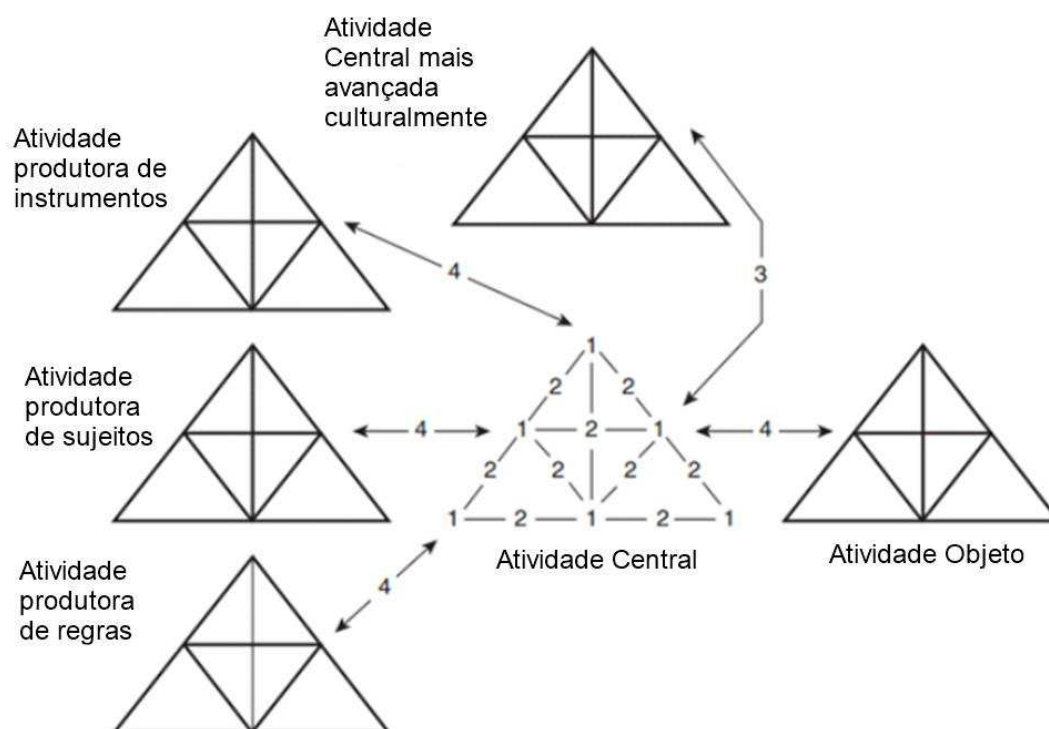 Atividade
Central mais
avançada
culturalmente
Atividade
produtora de
instrumentos
4
3
1
2 2
Atividade
produtora
de sujeitos
4
1 2 1
4
2 2 2 2
1 2 1 2 1
Atividade Central
Atividade Objeto
Atividade
produtora
de regras
4